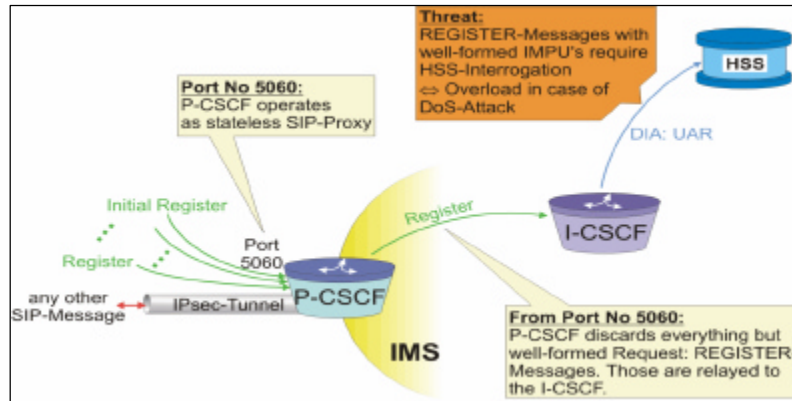 Threat:
REGISTER-Messages with
well-formed IMPU's require
HSS-Interrogation
⇔ Overload in case of
DoS-Attack
HSS
Port No 5060:
P-CSCF operates
as stateless SIP-Proxy
DIA: UAR
Initial Register
Register
Port
5060
Register
I-CSCF
any other
SIP-Message
IPsec-Tunnel
P-CSCF
IMS
From Port No 5060:
P-CSCF discards everything but
well-formed Request: REGISTER
Messages. Those are relayed to
the I-CSCF.